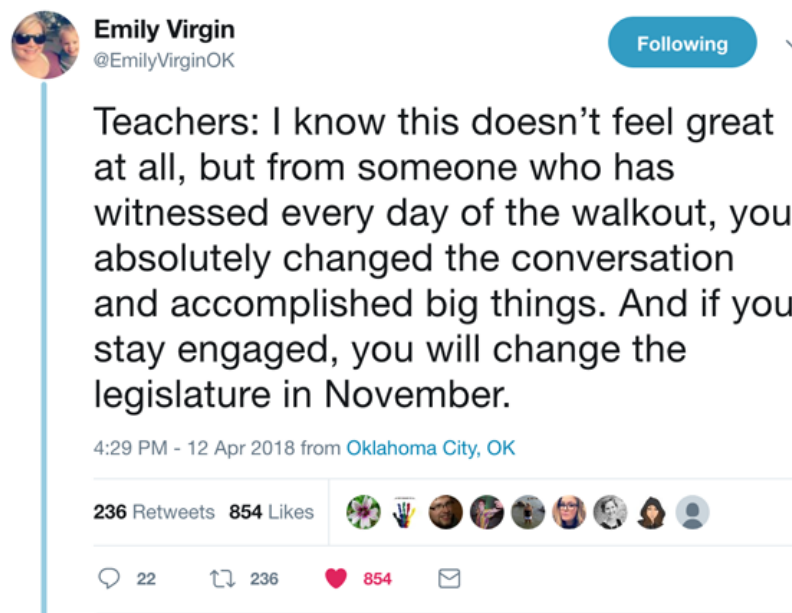 Emily Virgin
@EmilyVirginOK
Following
Teachers: I know this doesn’t feel great
at all, but from someone who has
witnessed every day of the walkout, you
absolutely changed the conversation
and accomplished big things. And if you
stay engaged, you will change the
legislature in November.
4:29 PM - 12 Apr 2018 from Oklahoma City, OK
236 Retweets 854 Likes
22 236 854